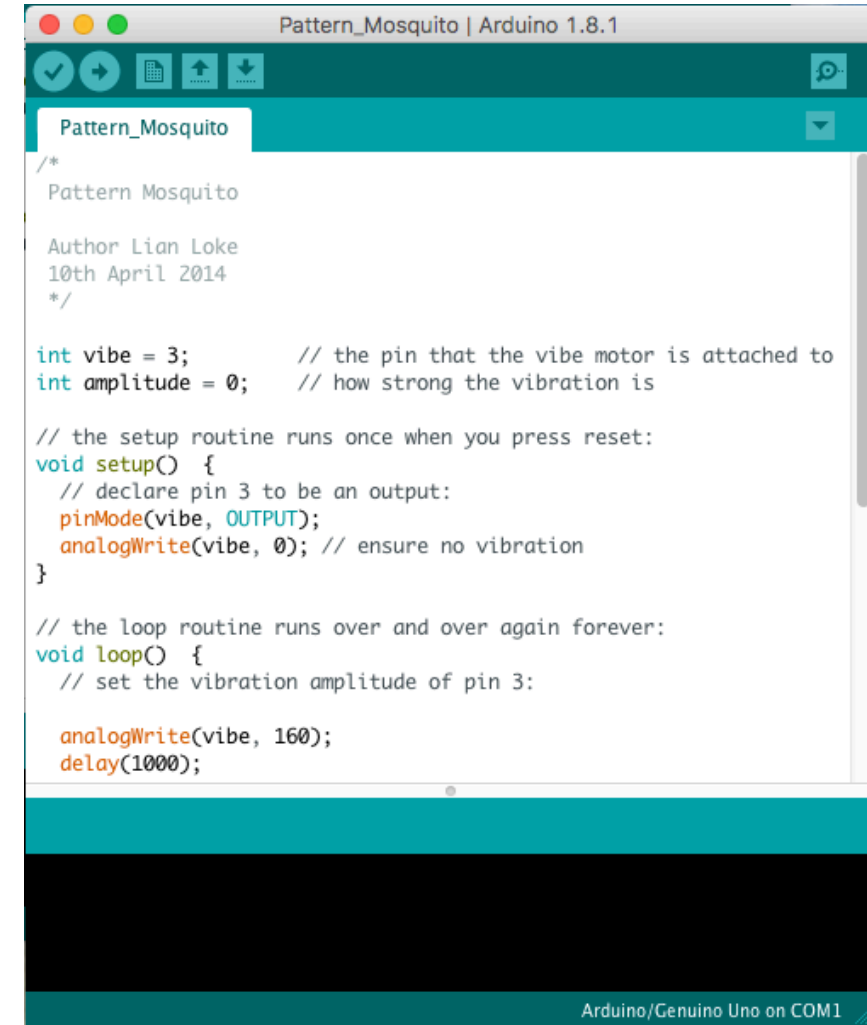 Pattern_Mosquito | Arduino 1.8.1
Pattern_Mosquito
/*
 Pattern Mosquito

 Author Lian Loke
 10th April 2014
 */

int vibe = 3;           // the pin that the vibe motor is attached to
int amplitude = 0;    // how strong the vibration is

// the setup routine runs once when you press reset:
void setup()  {
  // declare pin 3 to be an output:
  pinMode(vibe, OUTPUT);
  analogWrite(vibe, 0); // ensure no vibration
}

// the loop routine runs over and over again forever:
void loop()  {
  // set the vibration amplitude of pin 3:

  analogWrite(vibe, 160);
  delay(1000);
Arduino/Genuino Uno on COM1